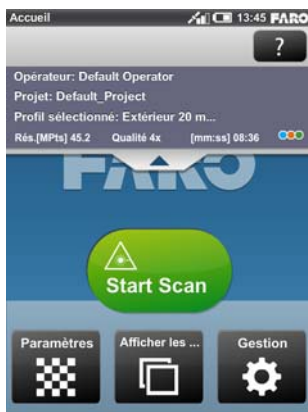 Accueil 13:45 FARO
?
Opérateur: Default Operator
Projet: Default_Project
Profil sélectionné: Extérieur 20 m...
Rés.[MPts] 45.2 Qualité 4x [mm:ss] 08:36
FARO
Start Scan
Paramètres Afficher les ... Gestion